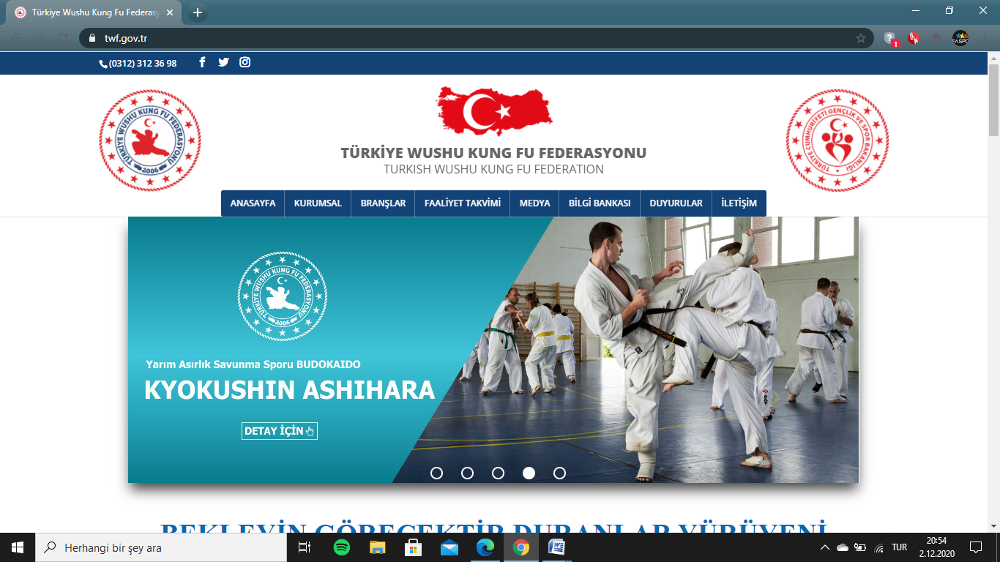 Türkiye Wushu Kung Fu Federasy
twf.gov.tr
1
(0312) 312 36 98
TÜRKİYE WUSHU KUNG FU FEDERASYONU
2006
TÜRKİYE WUSHU KUNG FU FEDERASYONU
TURKISH WUSHU KUNG FU FEDERATION
TÜRKİYE CUMHURİYETİ GENÇLİK VE SPOR BAKANLIĞI
ANASAYFA
KURUMSAL
BRANŞLAR
FAALİYET TAKVİMİ
MEDYA
BİLGİ BANKASI
DUYURULAR
İLETİŞİM
TÜRKİYE WUSHU KUNG FU FEDERASYONU
2006
Yarım Asırlık Savunma Sporu BUDOKAIDO
KYOKUSHIN ASHIHARA
DETAY İÇİN
BEKLEYİN GÖRECEKTİR DURANLAR YÜRÜYENİ
Herhangi bir şey ara
TUR
20:54
2.12.2020